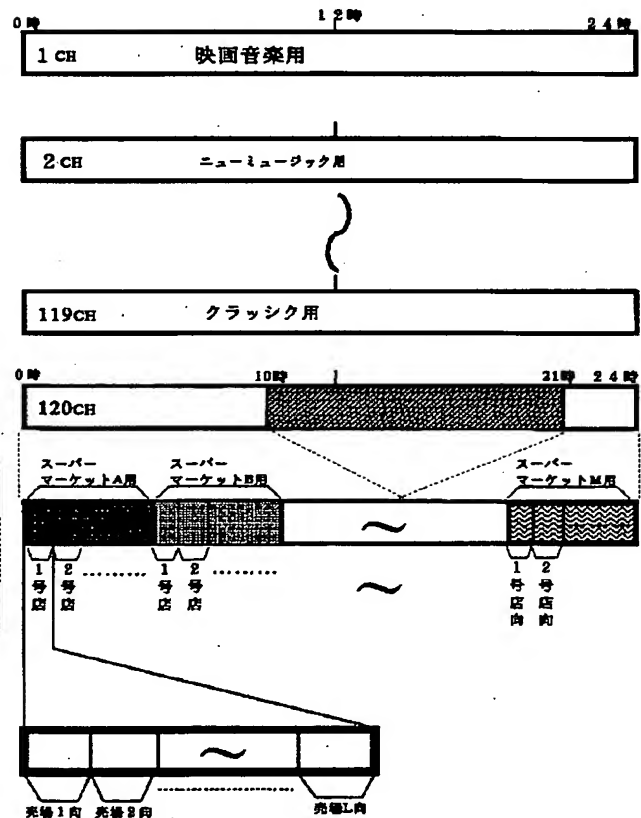 0時 12時 24時
1 CH 映画音楽用
2 CH ニューミュージック用
119CH クラッシク用
0時 10時 1 21時 24時
120CH
スーパー スーパー スーパー
マーケットA用 マーケットB用 マーケットM用
〜
1号店 2号店 ……… 1号店 2号店 ……… 〜 1号店向 2号店向
〜
売場1向 売場2向 ……… 売場L向